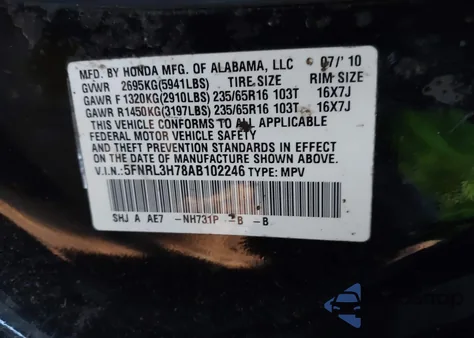 MFD. BY HONDA MFG. OF ALABAMA, LLC 07/'10
GVWR 2695KG(5941LBS) TIRE SIZE RIM SIZE
GAWR F 1320KG(2910LBS) 235/65R16 103T 16X7J
GAWR R 1450KG(3197LBS) 235/65R16 103T 16X7J
THIS VEHICLE CONFORMS TO ALL APPLICABLE
FEDERAL MOTOR VEHICLE SAFETY
AND THEFT PREVENTION STANDARDS IN EFFECT ON
THE DATE OF MANUFACTURE SHOWN ABOVE.
V.I.N.: 5FNRL3H78AB102246 TYPE: MPV
SHJ A AE7 -NH731P -B -B